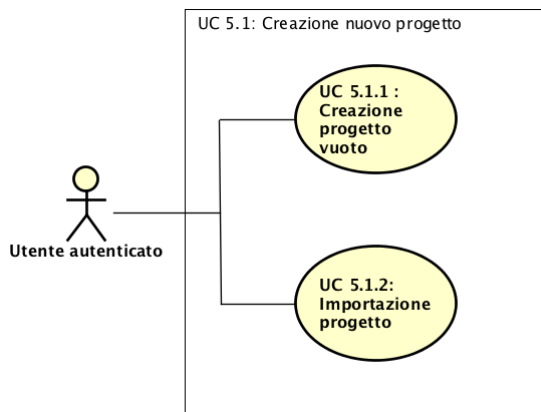 UC 5.1: Creazione nuovo progetto
UC 5.1.1 :
Creazione
progetto
vuoto
Utente autenticato
UC 5.1.2:
Importazione
progetto